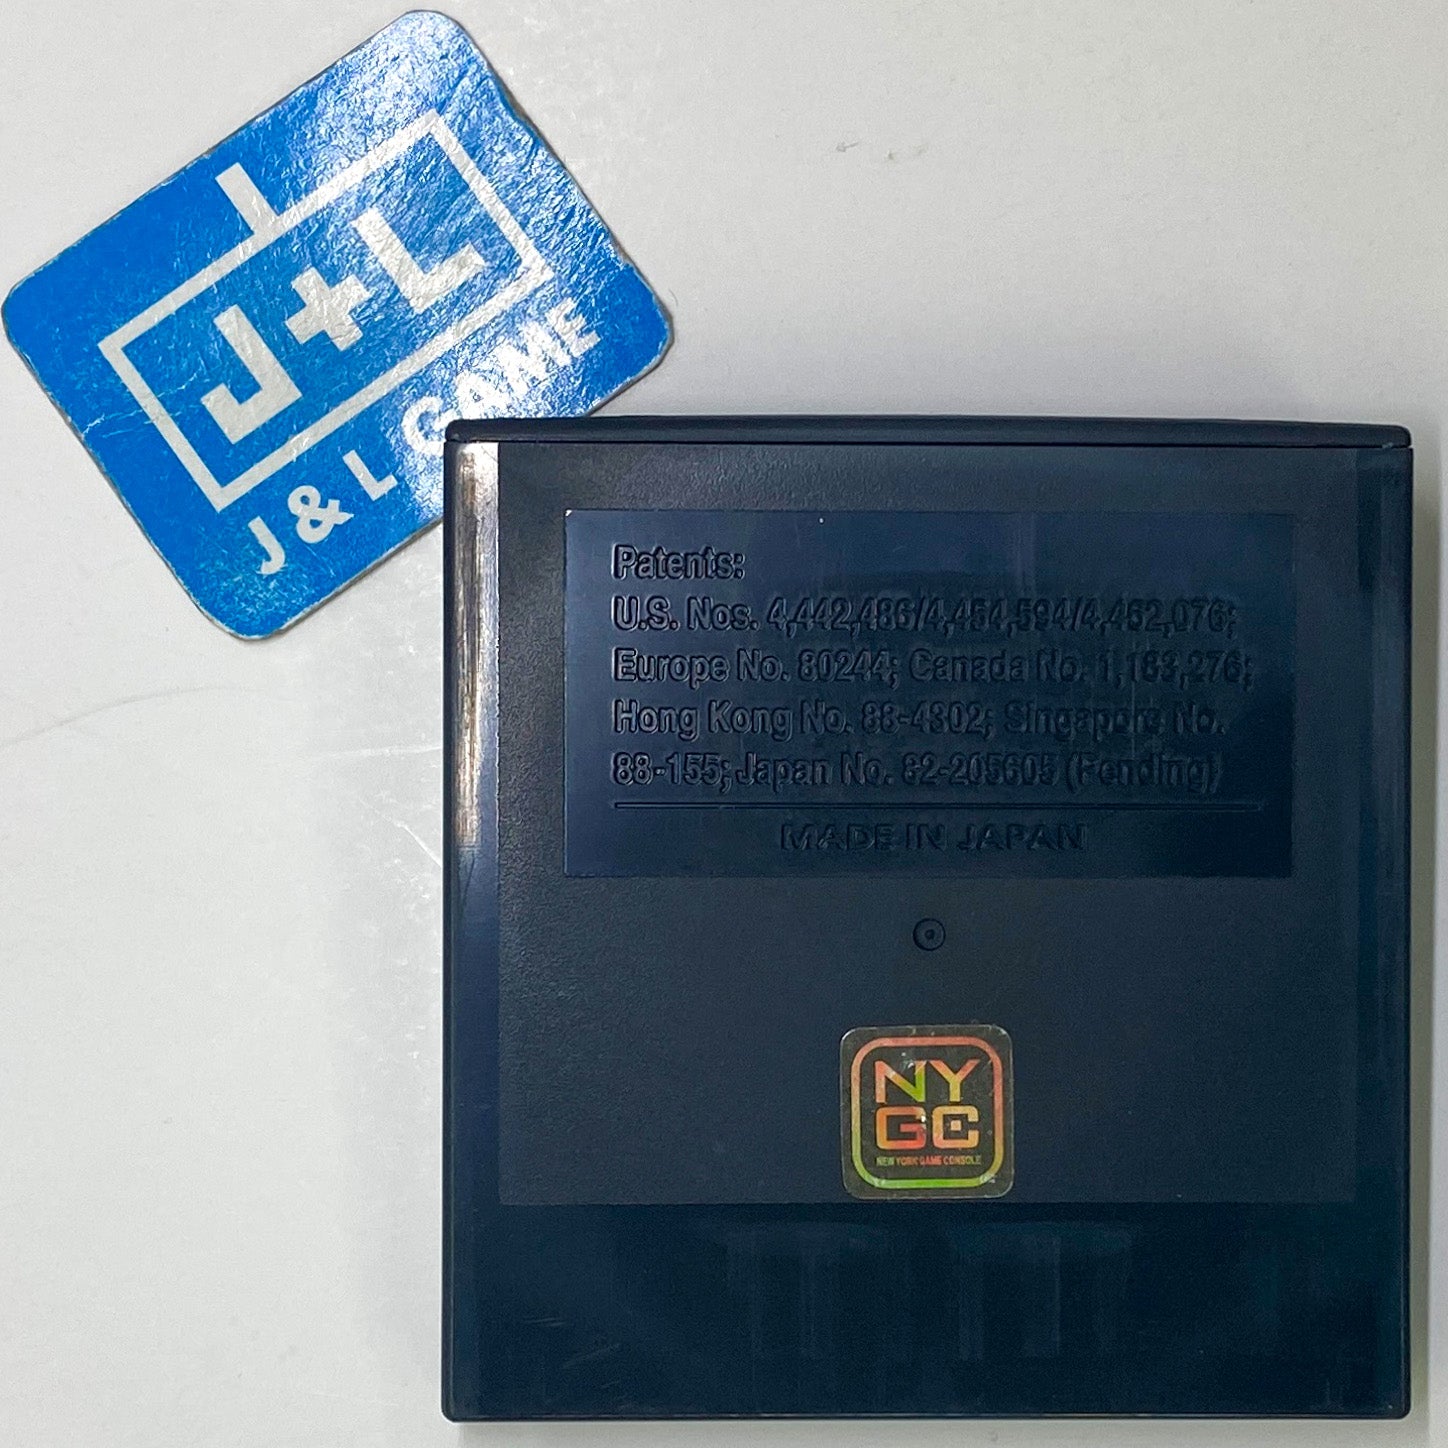 J+L
J & L GAME
Patents:
U.S. Nos. 4,442,486/4,454,594/4,462,076;
Europe No. 80244; Canada No. 1,183,276;
Hong Kong No. 88-4302; Singapore No.
88-155; Japan No. 82-205605 (Pending)
MADE IN JAPAN
NY
GC
NEW YORK GAME CONSOLE